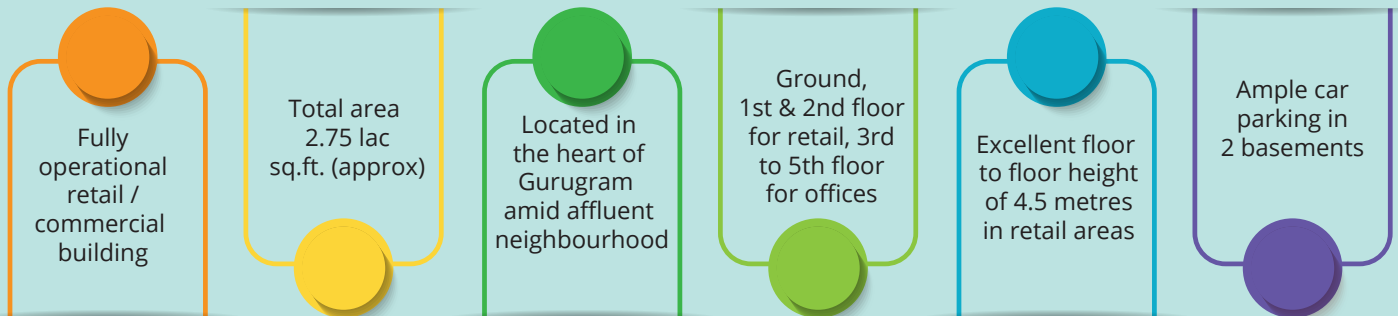 Fully
operational
retail /
commercial
building
Total area
2.75 lac
sq.ft. (approx)
Located in
the heart of
Gurugram
amid affluent
neighbourhood
Ground,
1st & 2nd floor
for retail, 3rd
to 5th floor
for offices
Excellent floor
to floor height
of 4.5 metres
in retail areas
Ample car
parking in
2 basements